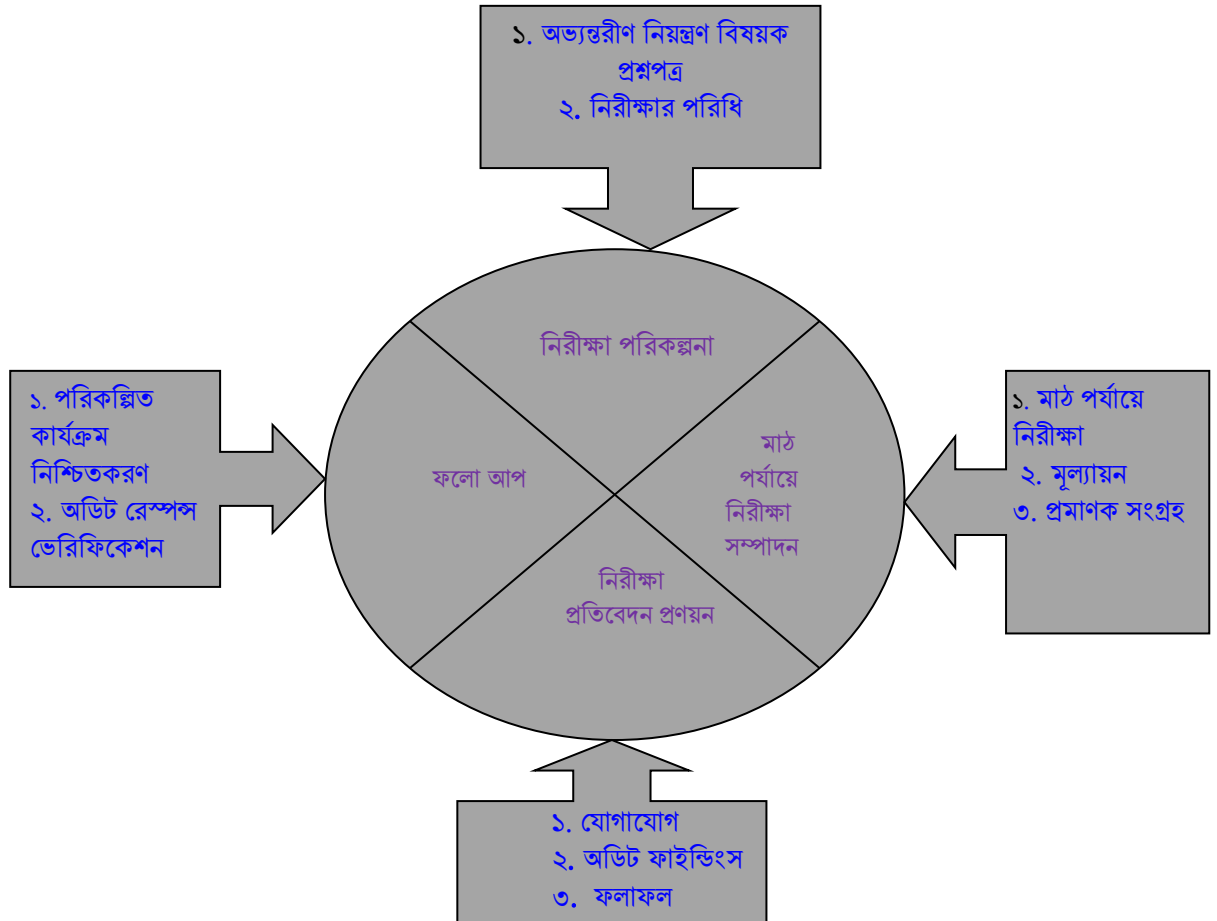 ১. অভ্যন্তরীণ নিয়ন্ত্রণ বিষয়ক
প্রশ্নপত্র
২. নিরীক্ষার পরিধি
নিরীক্ষা পরিকল্পনা
১. পরিকল্পিত
কার্যক্রম
নিশ্চিতকরণ
২. অডিট রেস্পন্স
ভেরিফিকেশন
ফলো আপ
মাঠ
পর্যায়ে
নিরীক্ষা
সম্পাদন
১. মাঠ পর্যায়ে
নিরীক্ষা
২. মূল্যায়ন
৩. প্রমাণক সংগ্রহ
নিরীক্ষা
প্রতিবেদন প্রণয়ন
১. যোগাযোগ
২. অডিট ফাইন্ডিংস
৩. ফলাফল